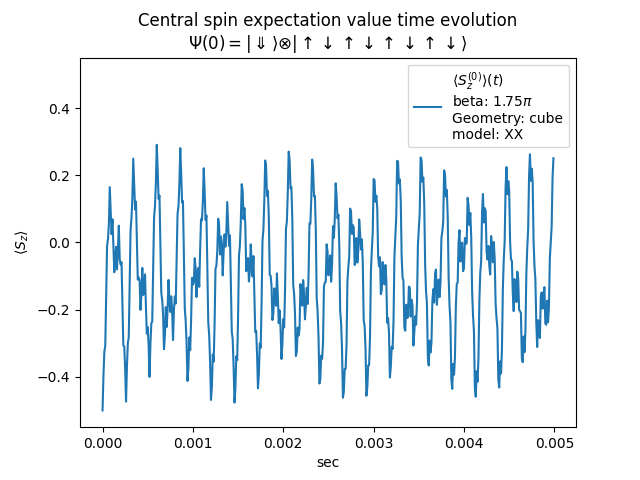 Central spin expectation value time evolution
Ψ(0) = | ⇓ ⟩⊗| ↑ ↓ ↑ ↓ ↑ ↓ ↑ ↓ ⟩
⟨S_z^{(0)}⟩(t)
beta: 1.75π
Geometry: cube
model: XX
0.4
0.2
0.0
−0.2
−0.4
⟨S_z⟩
0.000 0.001 0.002 0.003 0.004 0.005
sec